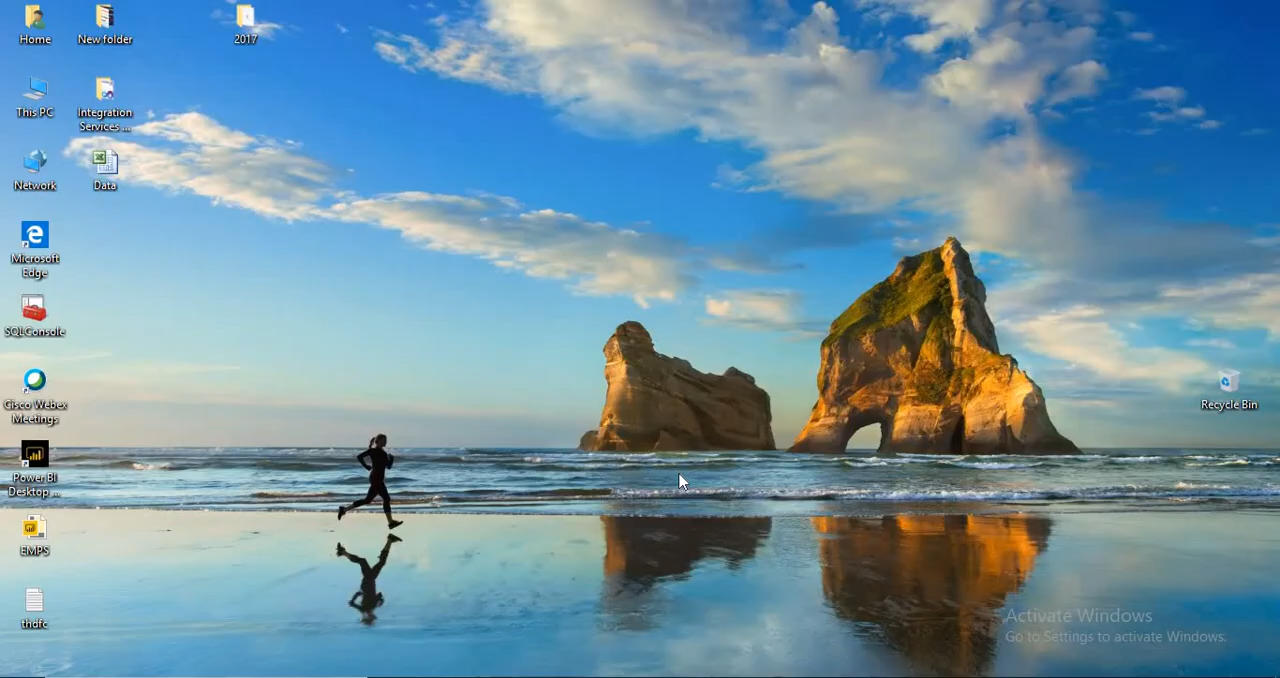 Home
New folder
2017
This PC
Integration
Services ...
Network
Data
Microsoft
Edge
SQLConsole
Cisco Webex
Meetings
Power BI
Desktop ...
EMPS
thdfc
Recycle Bin
Activate Windows
Go to Settings to activate Windows.